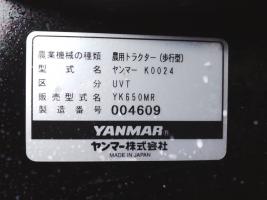 農業機械の種類 農用トラクター(歩行型)
型式名 ヤンマー K0024
区分 UVT
販売型式名 YK650MR
製造番号 004609
YANMAR
ヤンマー株式会社
MADE IN JAPAN